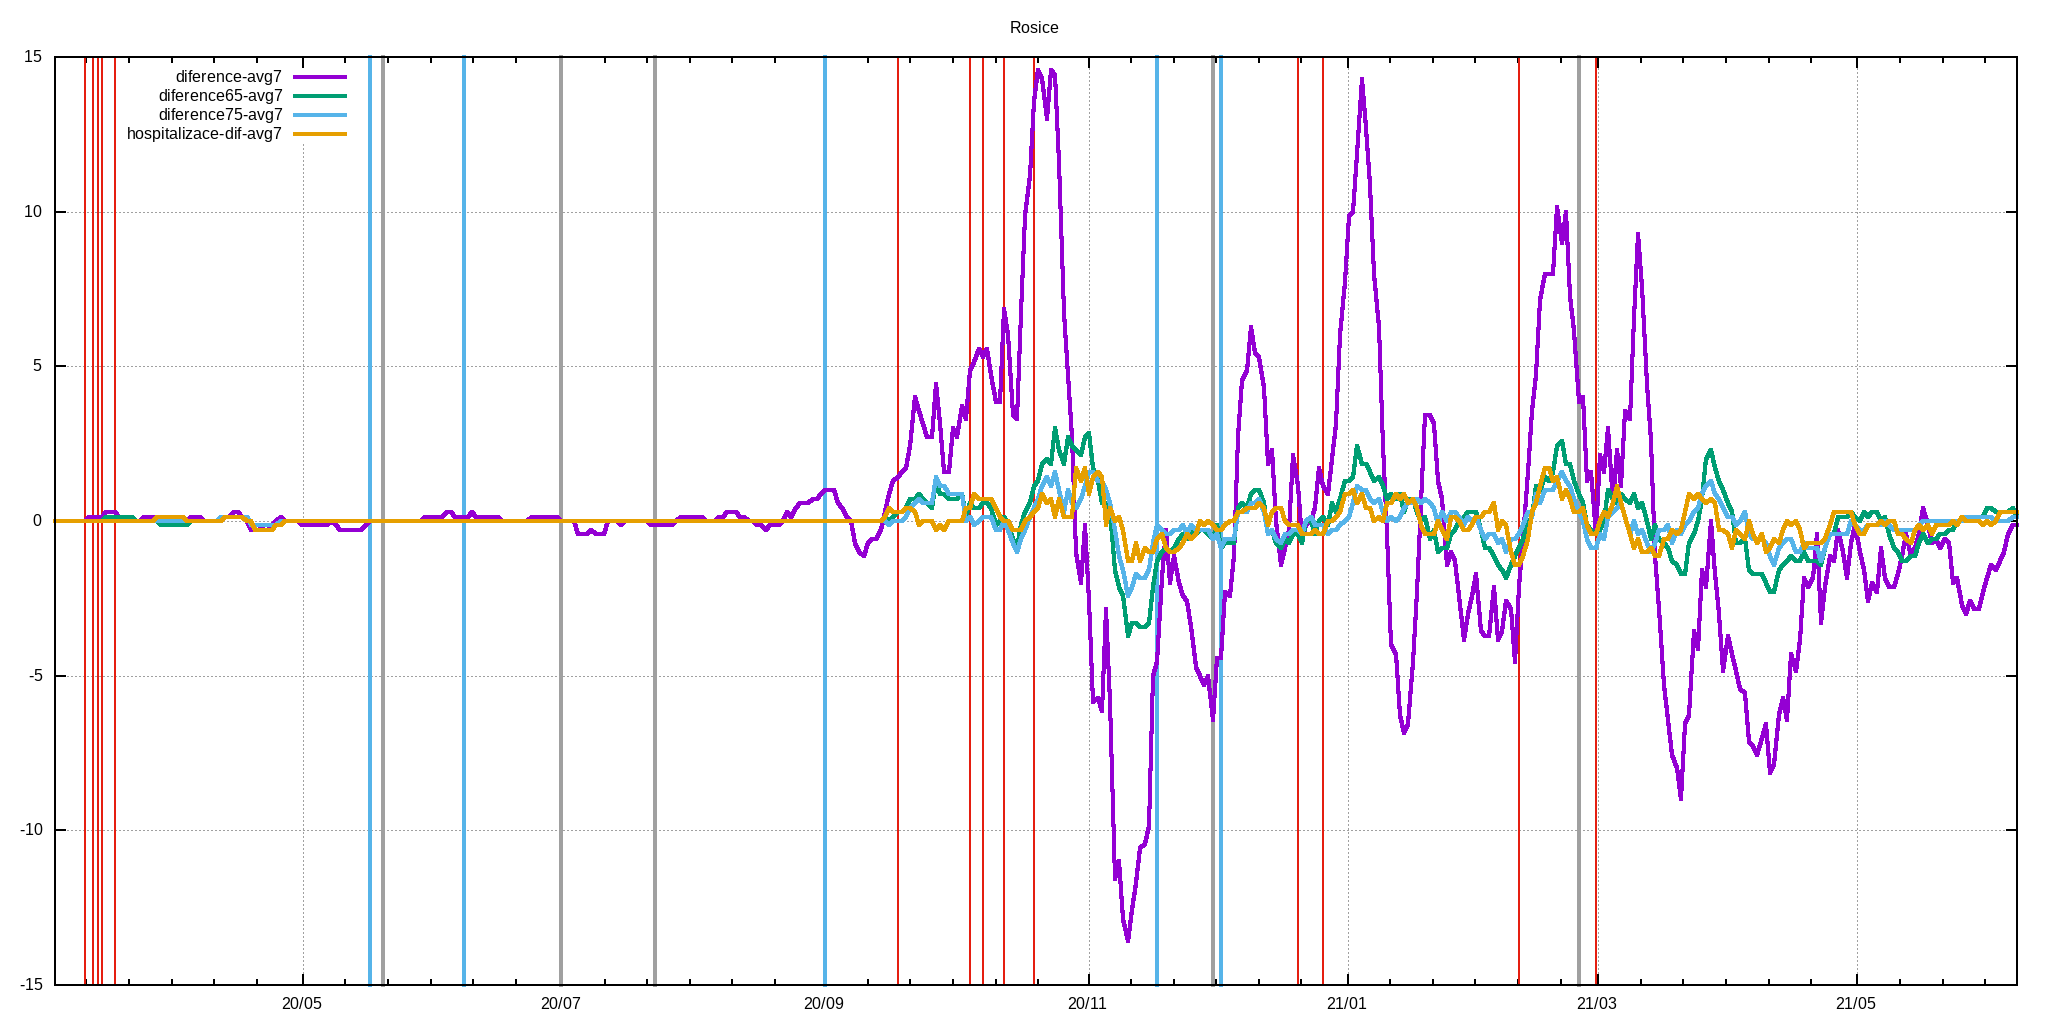 Rosice
diference-avg7
diference65-avg7
diference75-avg7
hospitalizace-dif-avg7
15
10
5
0
-5
-10
-15
20/05 20/07 20/09 20/11 21/01 21/03 21/05